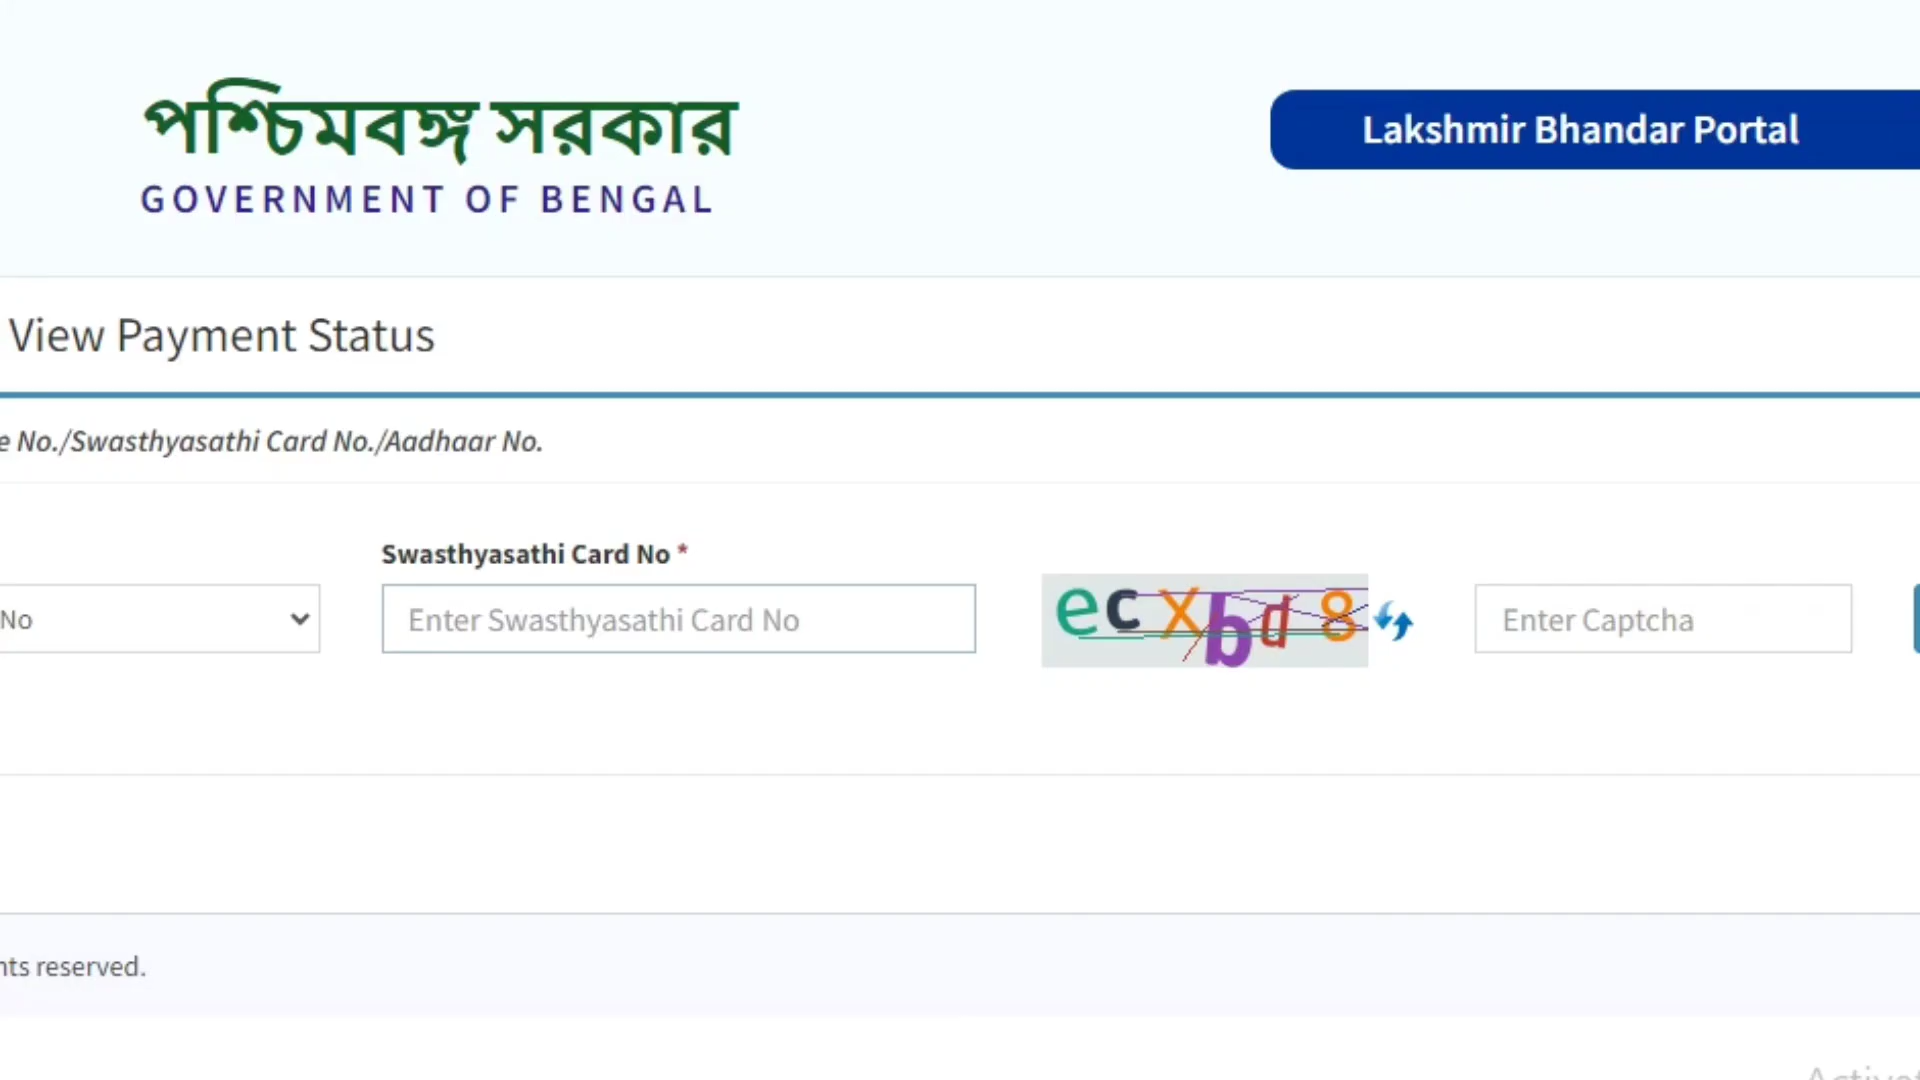 পশ্চিমবঙ্গ সরকার
GOVERNMENT OF BENGAL
Lakshmir Bhandar Portal
View Payment Status
e No./Swasthyasathi Card No./Aadhaar No.
Swasthyasathi Card No *
No
Enter Swasthyasathi Card No
ecxbd8
Enter Captcha
nts reserved.